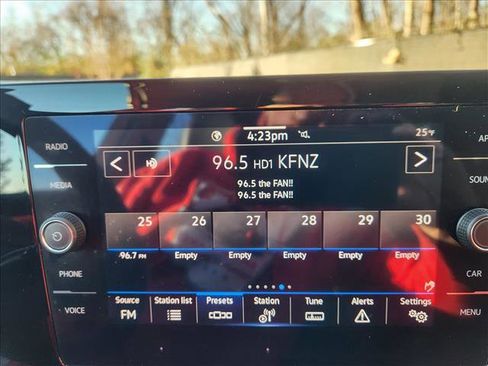 4:23pm
25°F
RADIO
AP
96.5 HD1 KFNZ
MEDIA
SOUN
96.5 the FAN!!
96.5 the FAN!!
25 26 27 28 29 30
96.7 FM Empty Empty Empty Empty Empty
PHONE
CAR
Source Station list Presets Station Tune Alerts Settings
FM
VOICE
MENU